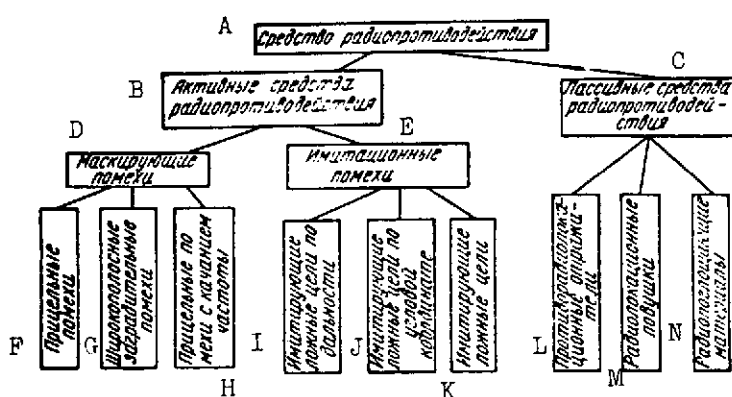 A
Средство радиопротиводействия
B
Активные средства
радиопротиводействия
C
Пассивные средства
радиопротиводей-
ствия
D
Маскирующие
помехи
E
Имитационные
помехи
F
Прицельные
помехи
G
Широкополосные
заградительные
помехи
H
Прицельные по
мехи с качанием
частоты
I
Имитирующие
ложные цели по
дальности
J
Имитирующие
ложные цели по
угловой
координате
K
Имитирующие
ложные цели
L
Противорадиолока-
ционные отражате-
тели
M
Радиолокационные
ловушки
N
Радиопоглощающие
материалы